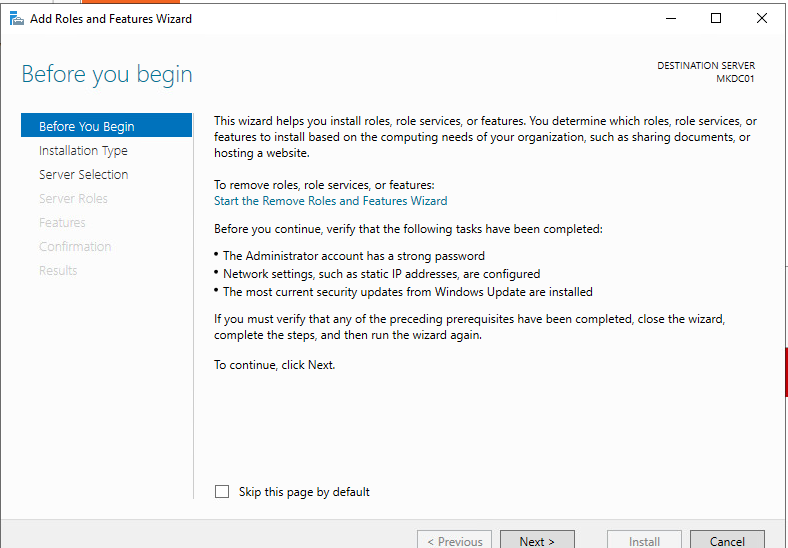 Add Roles and Features Wizard
Before you begin
DESTINATION SERVER
MKDC01
Before You Begin
Installation Type
Server Selection
Server Roles
Features
Confirmation
Results
This wizard helps you install roles, role services, or features. You determine which roles, role services, or
features to install based on the computing needs of your organization, such as sharing documents, or
hosting a website.
To remove roles, role services, or features:
Start the Remove Roles and Features Wizard
Before you continue, verify that the following tasks have been completed:
• The Administrator account has a strong password
• Network settings, such as static IP addresses, are configured
• The most current security updates from Windows Update are installed
If you must verify that any of the preceding prerequisites have been completed, close the wizard,
complete the steps, and then run the wizard again.
To continue, click Next.
Skip this page by default
< Previous
Next >
Install
Cancel